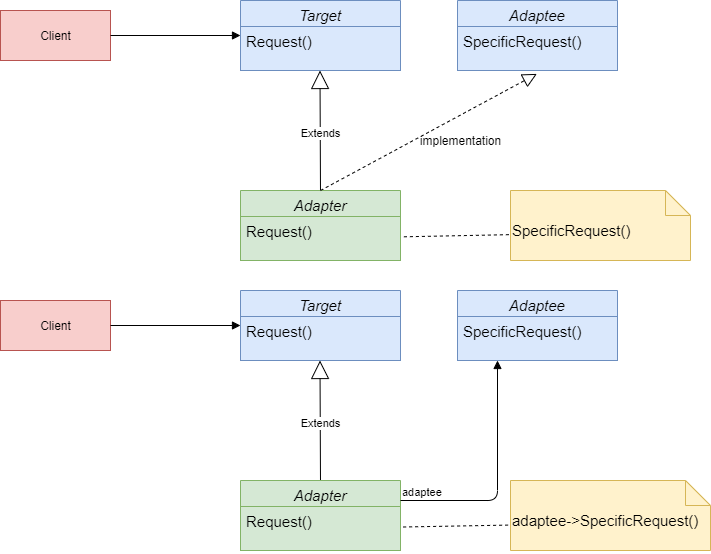 Client
Target
Request()
Adaptee
SpecificRequest()
Extends
implementation
Adapter
Request()
SpecificRequest()
Client
Target
Request()
Adaptee
SpecificRequest()
Extends
Adapter
Request()
adaptee
adaptee->SpecificRequest()